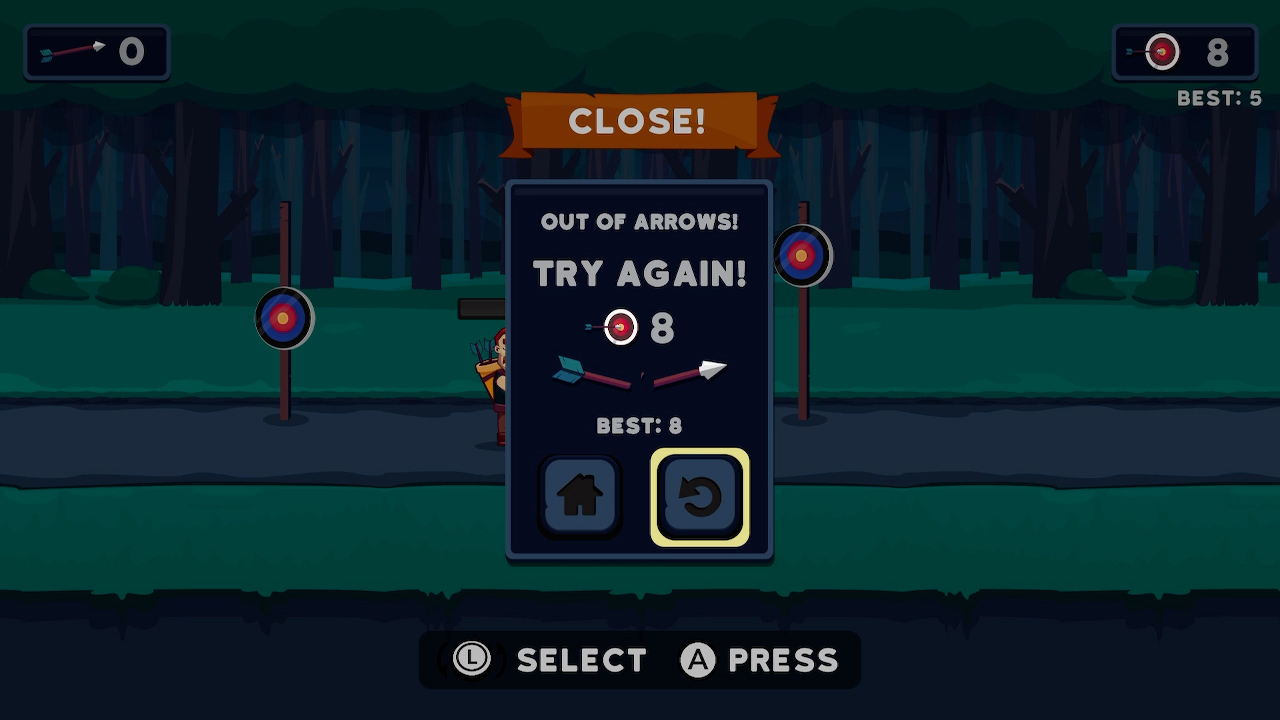 0
8
BEST: 5
CLOSE!
OUT OF ARROWS!
TRY AGAIN!
8
BEST: 8
L SELECT A PRESS